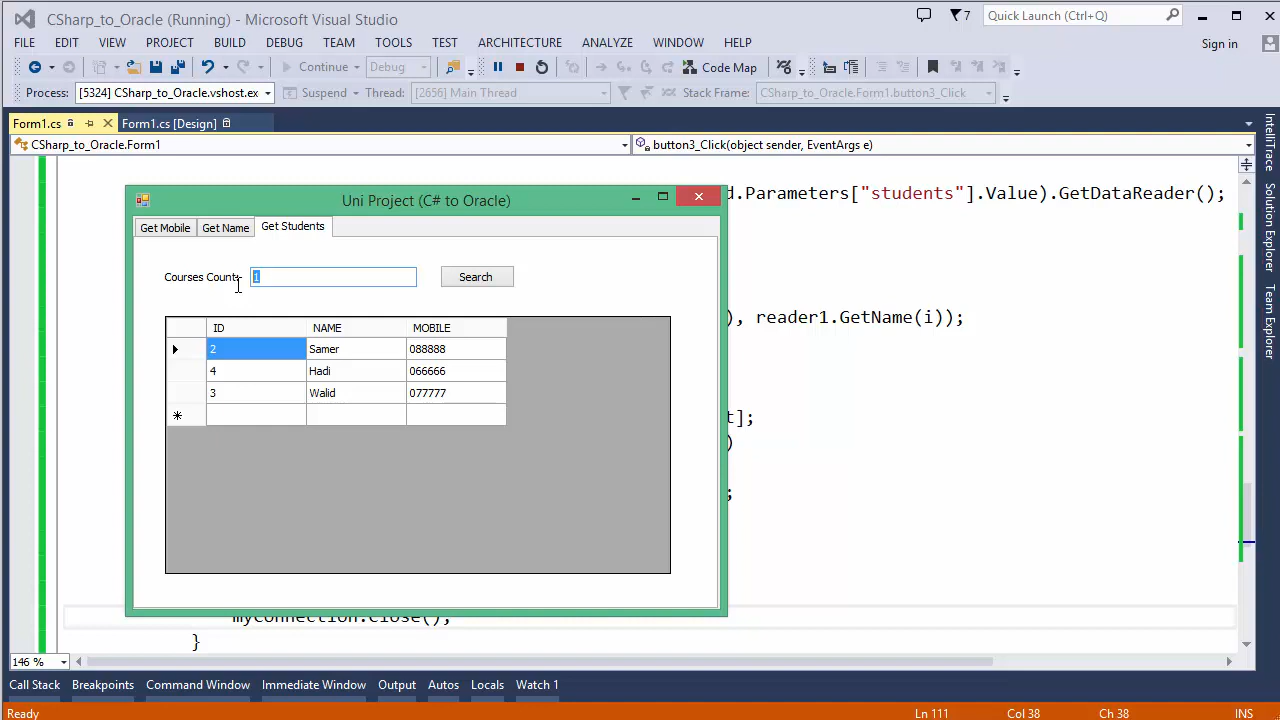 CSharp_to_Oracle (Running) - Microsoft Visual Studio
7
Quick Launch (Ctrl+Q)
FILE EDIT VIEW PROJECT BUILD DEBUG TEAM TOOLS TEST ARCHITECTURE ANALYZE WINDOW HELP
Sign in
Continue Debug Code Map
Process: [5324] CSharp_to_Oracle.vshost.ex Suspend Thread: [2656] Main Thread Stack Frame: CSharp_to_Oracle.Form1.button3_Click
Form1.cs Form1.cs [Design]
CSharp_to_Oracle.Form1 button3_Click(object sender, EventArgs e)
d.Parameters["students"].Value).GetDataReader();
Uni Project (C# to Oracle)
Get Mobile Get Name Get Students
Courses Count: 1 Search
), reader1.GetName(i));
ID NAME MOBILE
2 Samer 088888
4 Hadi 066666
3 Walid 077777
t];
)
;
myConnection.Close();
}
146 %
Call Stack Breakpoints Command Window Immediate Window Output Autos Locals Watch 1
Ready Ln 111 Col 38 Ch 38 INS
IntelliTrace
Solution Explorer
Team Explorer